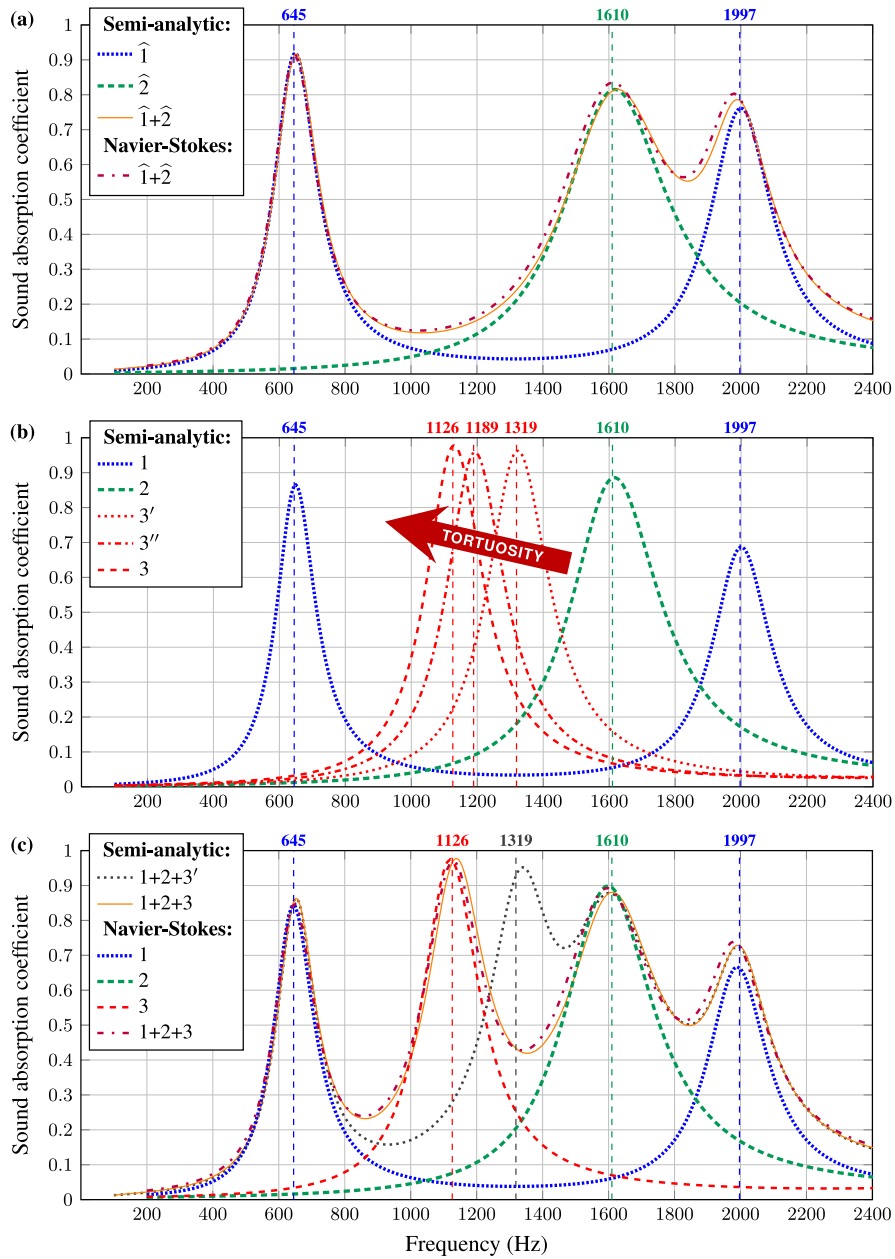 (a)
645 1610 1997
Semi-analytic:
1̂
2̂
1̂+2̂
Navier-Stokes:
1̂+2̂
Sound absorption coefficient
1
0.9
0.8
0.7
0.6
0.5
0.4
0.3
0.2
0.1
0
200 400 600 800 1000 1200 1400 1600 1800 2000 2200 2400
(b)
645 1126 1189 1319 1610 1997
Semi-analytic:
1
2
3′
3′′
3
TORTUOSITY
Sound absorption coefficient
1
0.9
0.8
0.7
0.6
0.5
0.4
0.3
0.2
0.1
0
200 400 600 800 1000 1200 1400 1600 1800 2000 2200 2400
(c)
645 1126 1319 1610 1997
Semi-analytic:
1+2+3′
1+2+3
Navier-Stokes:
1
2
3
1+2+3
Sound absorption coefficient
1
0.9
0.8
0.7
0.6
0.5
0.4
0.3
0.2
0.1
0
200 400 600 800 1000 1200 1400 1600 1800 2000 2200 2400
Frequency (Hz)